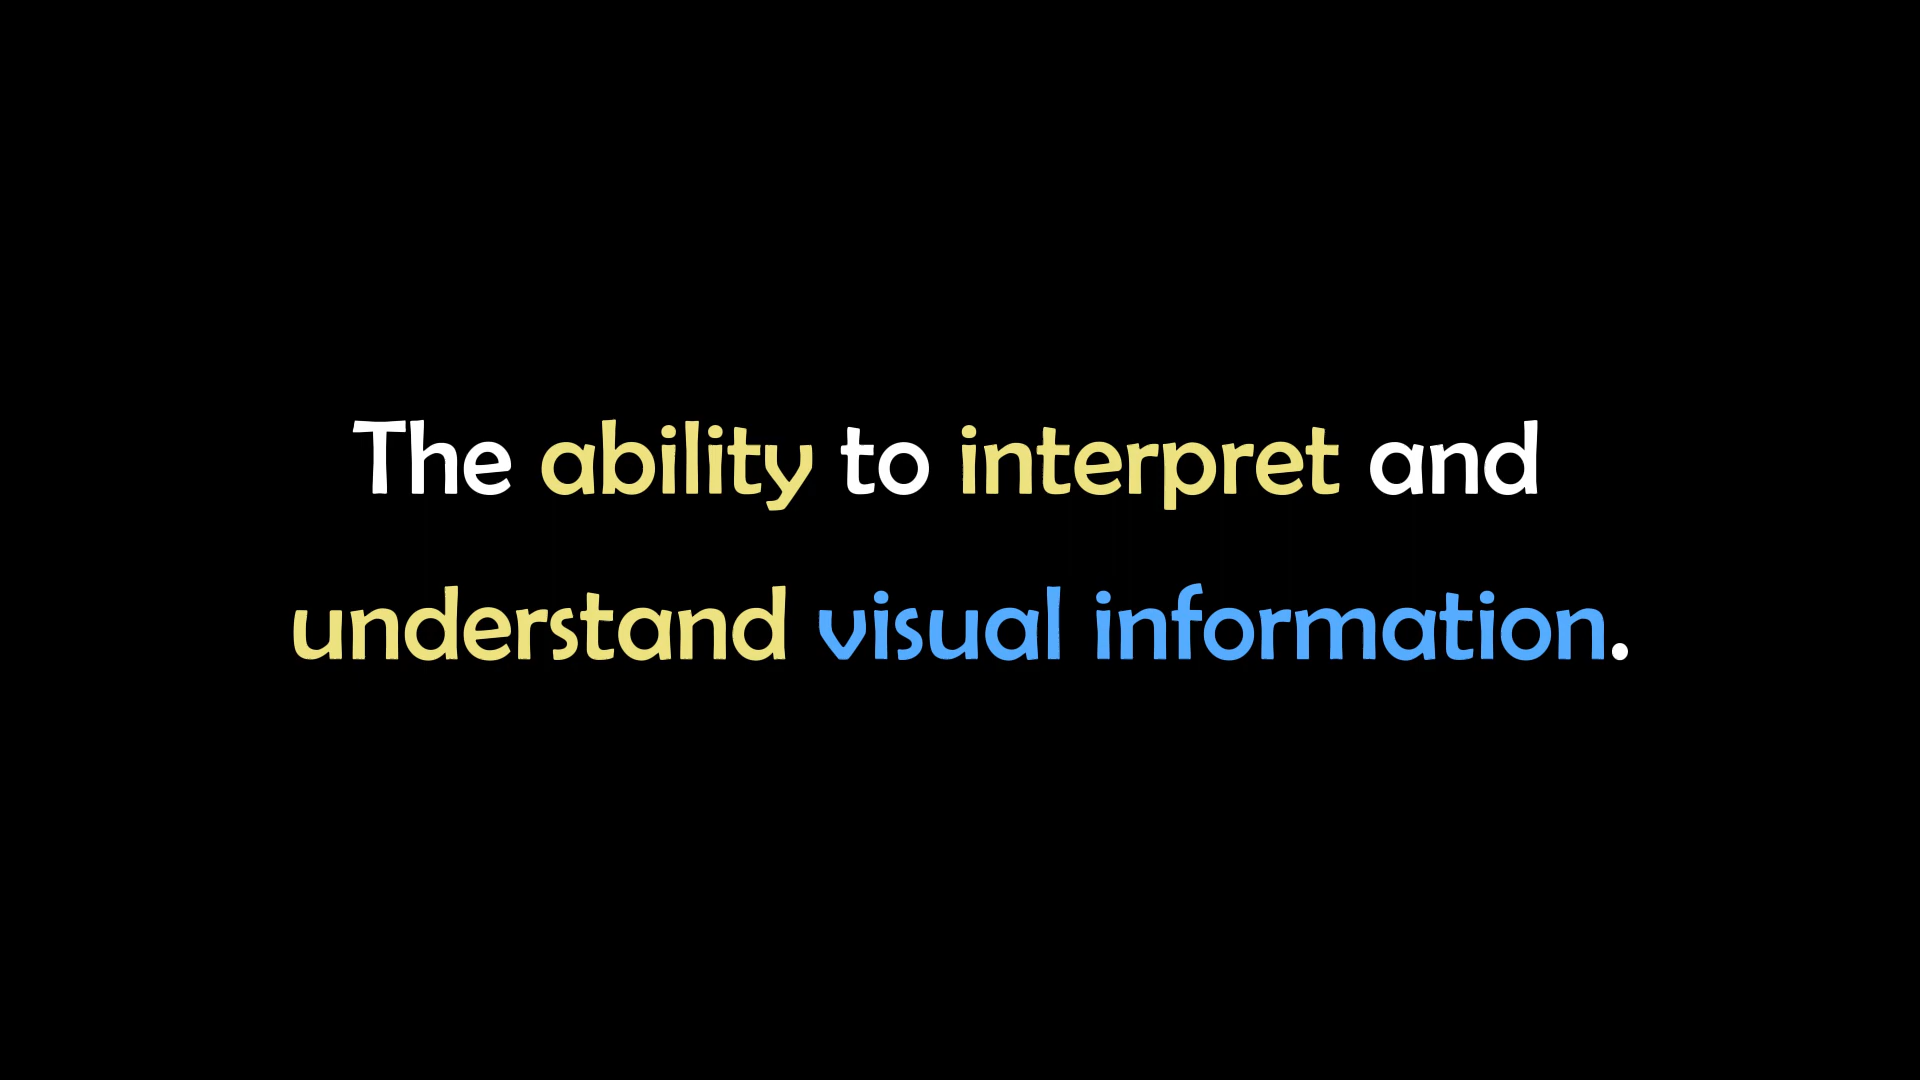 The ability to interpret and
understand visual information.